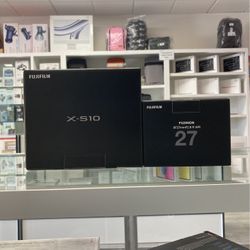 FUJIFILM
X-S10
FUJIFILM
FUJINON
XF27mmF2.8 R WR
27